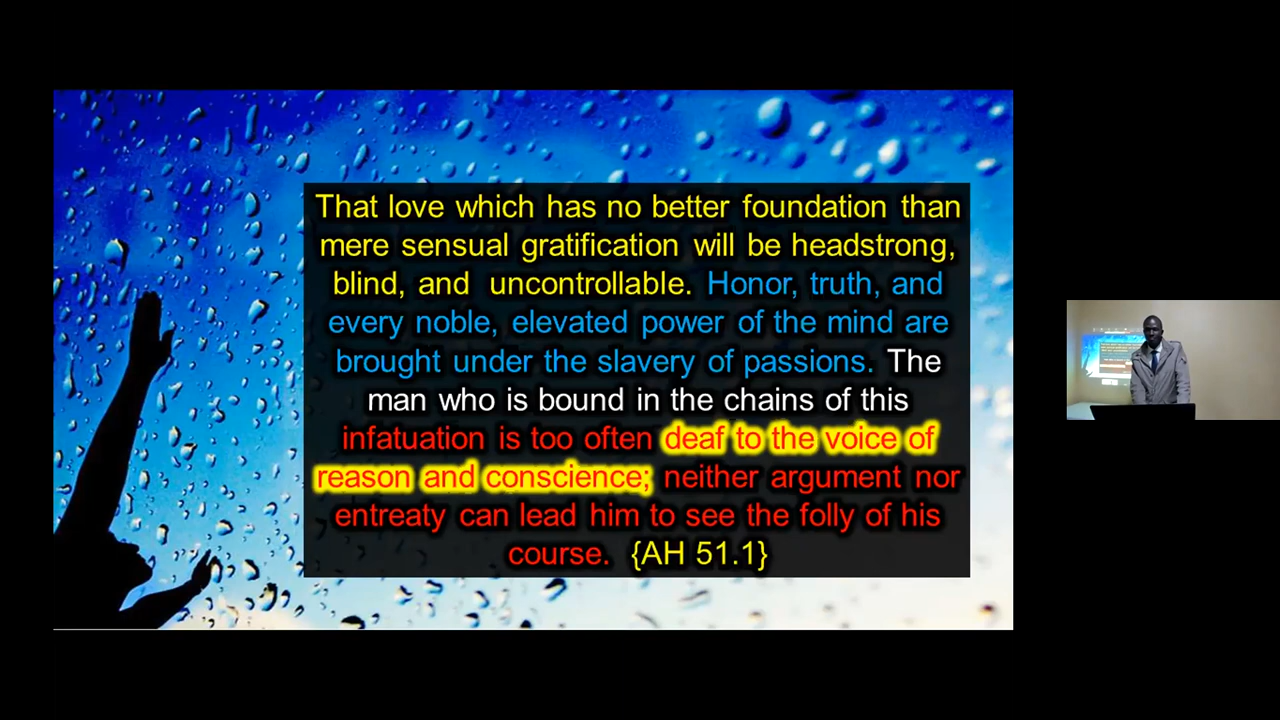 That love which has no better foundation than
mere sensual gratification will be headstrong,
blind, and uncontrollable. Honor, truth, and
every noble, elevated power of the mind are
brought under the slavery of passions. The
man who is bound in the chains of this
infatuation is too often deaf to the voice of
reason and conscience; neither argument nor
entreaty can lead him to see the folly of his
course. {AH 51.1}